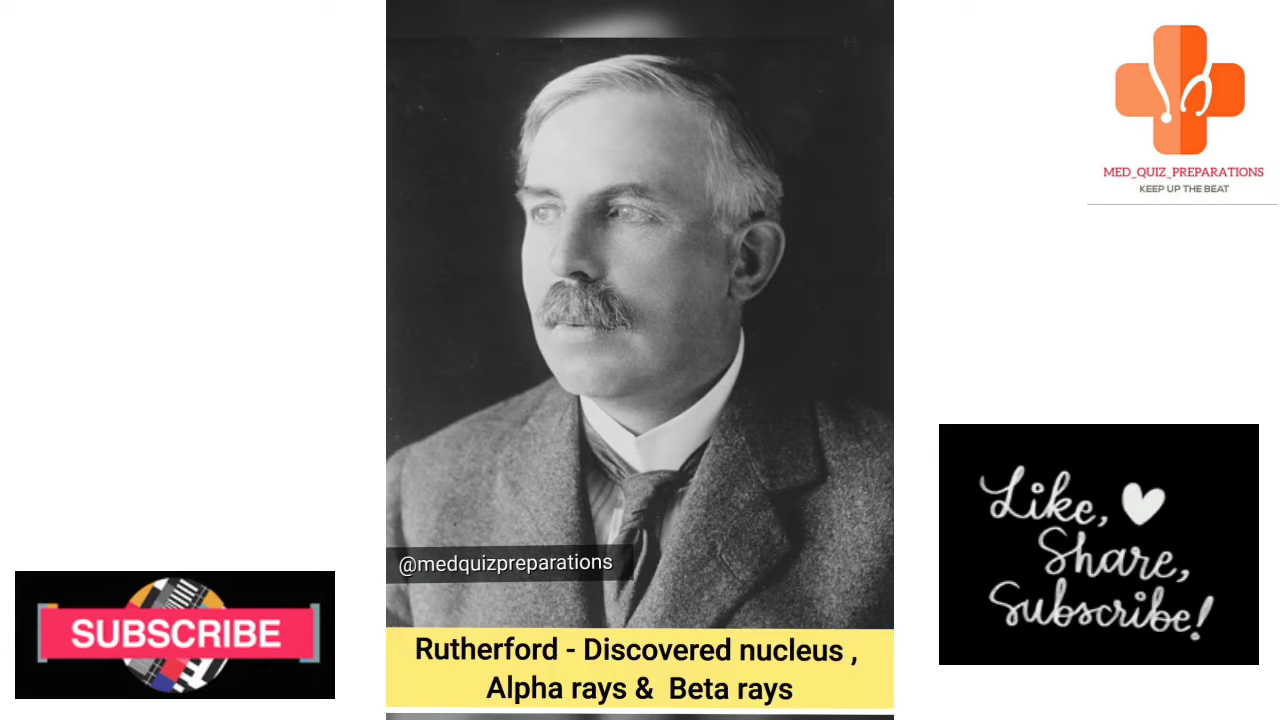 MED_QUIZ_PREPARATIONS
KEEP UP THE BEAT
@medquizpreparations
Rutherford - Discovered nucleus ,
Alpha rays & Beta rays
SUBSCRIBE
Like,
Share,
Subscribe!